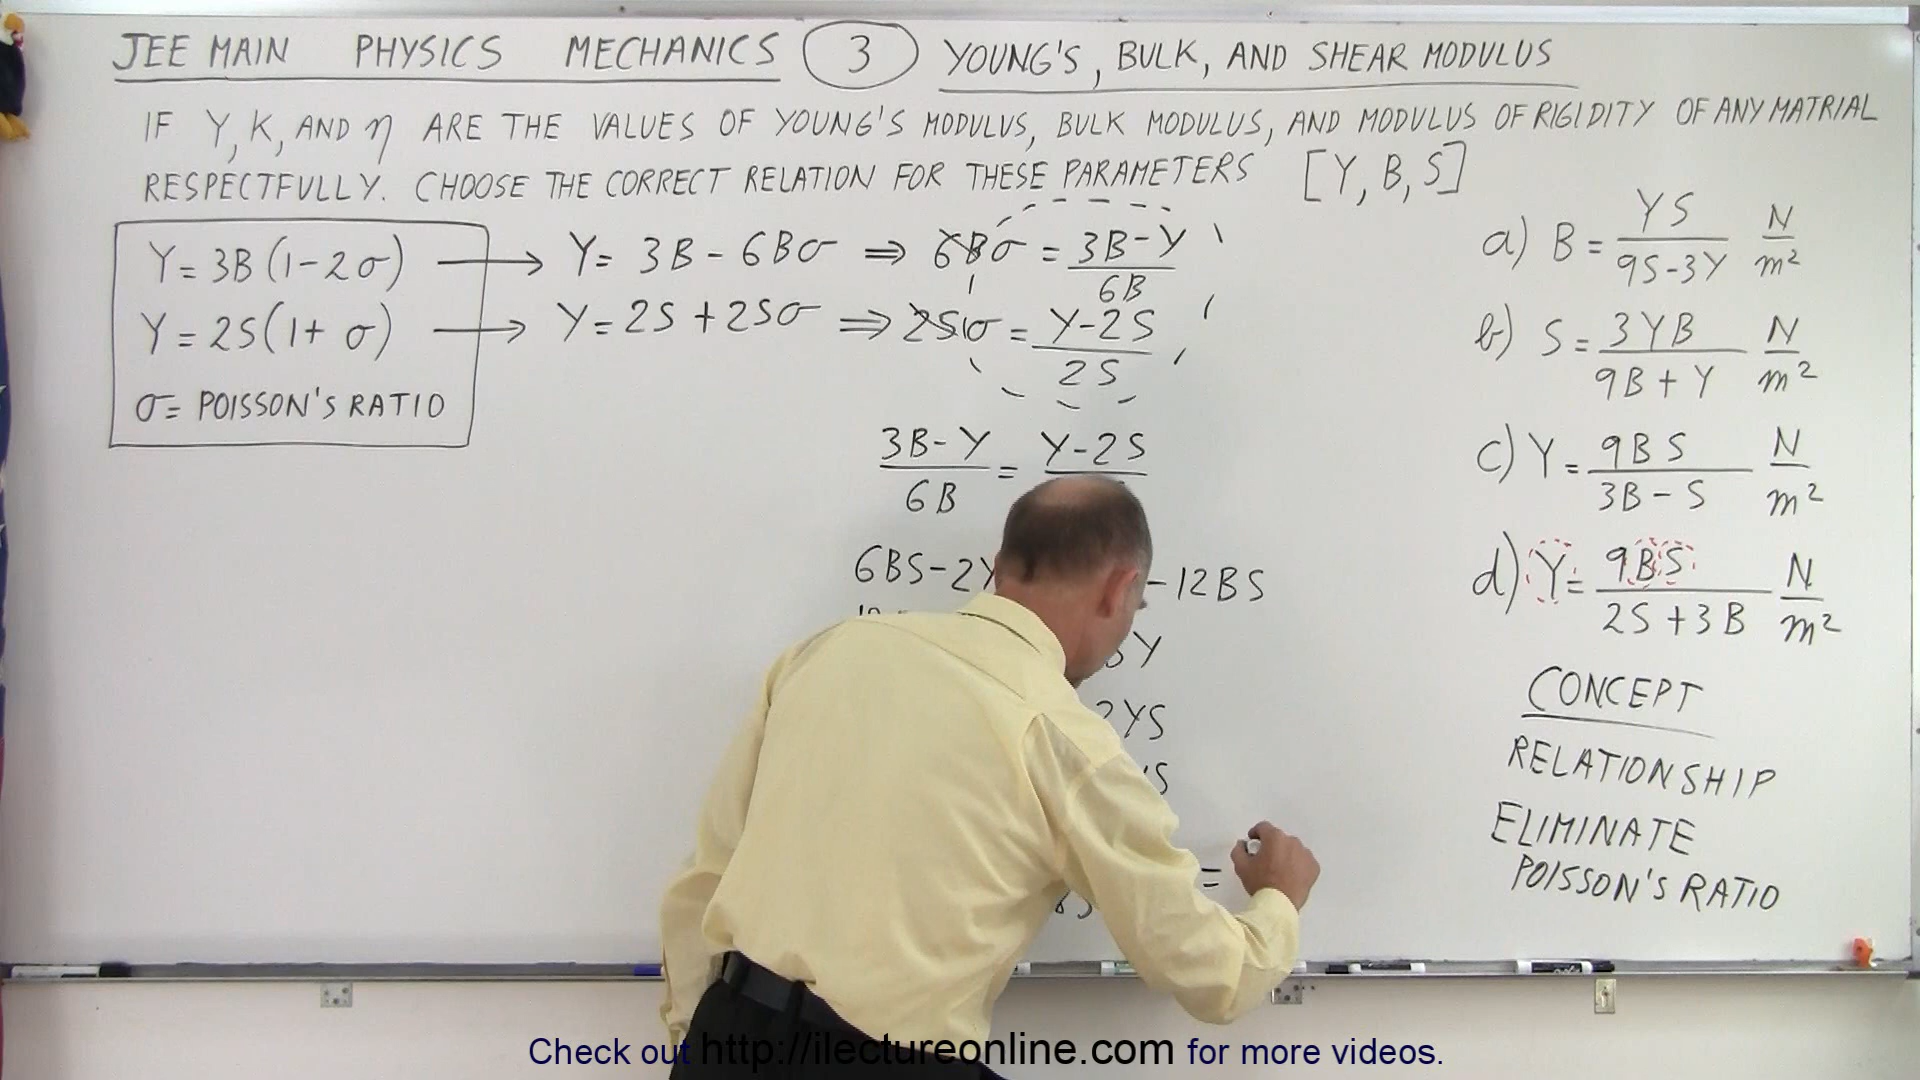 JEE MAIN PHYSICS MECHANICS 3 YOUNG'S, BULK, AND SHEAR MODULUS
IF Y, K, AND η ARE THE VALUES OF YOUNG'S MODULUS, BULK MODULUS, AND MODULUS OF RIGIDITY OF ANY MATRIAL
RESPECTFULLY. CHOOSE THE CORRECT RELATION FOR THESE PARAMETERS [Y, B, S]
Y = 3B (1-2σ) → Y = 3B - 6Bσ ⇒ 6Bσ = (3B-Y)/(6B)
Y = 2S(1+σ) → Y = 2S + 2Sσ ⇒ 2Sσ = (Y-2S)/(2S)
σ = POISSON'S RATIO
(3B-Y)/(6B) = Y-2S
6BS-2Y -12BS
3Y
2YS
S
=
a) B = YS/(9S-3Y) N/m²
b) S = 3YB/(9B+Y) N/m²
c) Y = 9BS/(3B-S) N/m²
d) Y = 9BS/(2S+3B) N/m²
CONCEPT
RELATIONSHIP
ELIMINATE
POISSON'S RATIO
Check out http://ilectureonline.com for more videos.